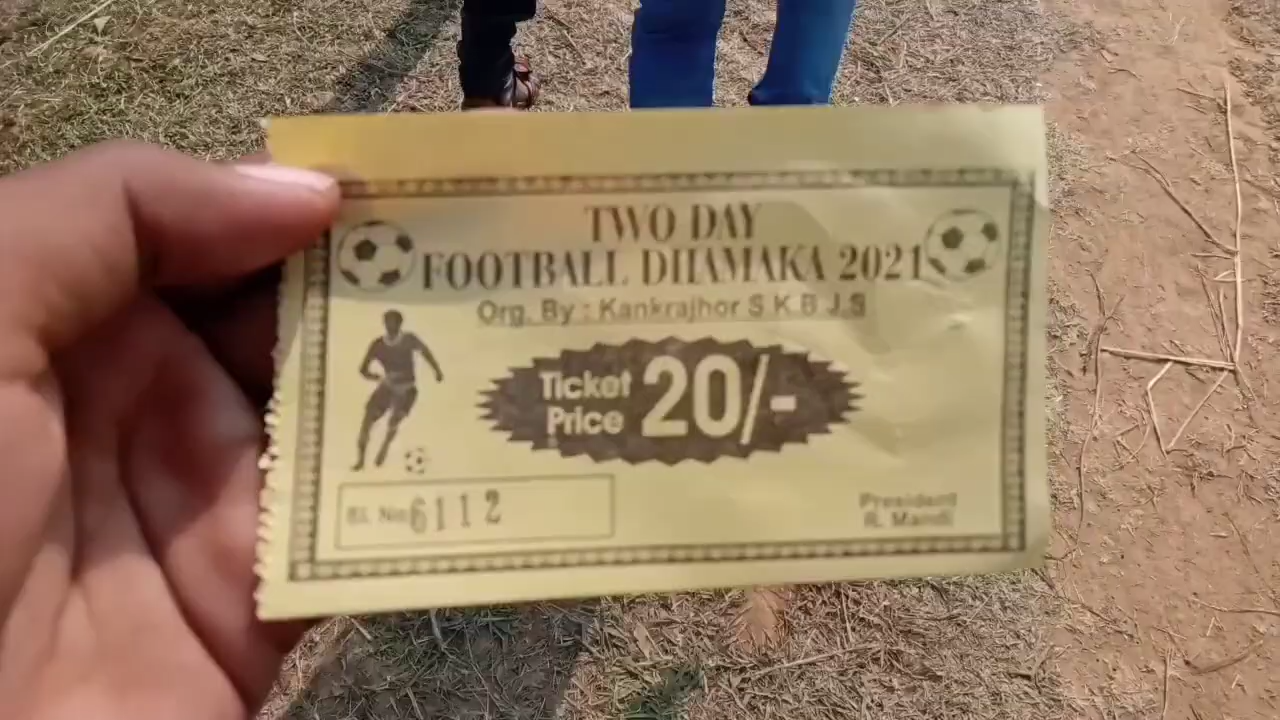 TWO DAY
FOOTBALL DHAMAKA 2021
Org. By : Kankrajhor S K B J.S
Ticket
Price 20/-
Sl. No. 6112
President
R. Mandi